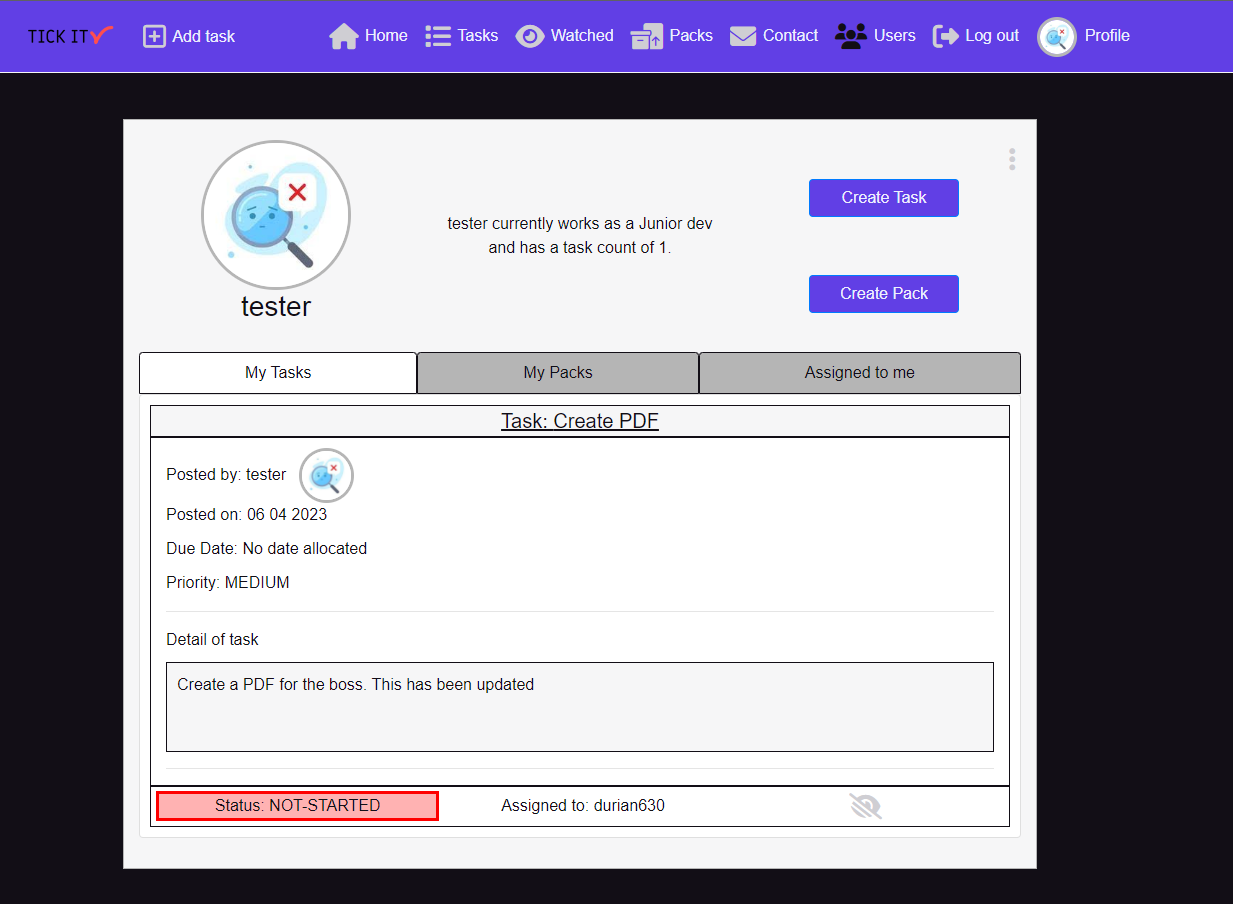 TICK IT Add task Home Tasks Watched Packs Contact Users Log out Profile
tester currently works as a Junior dev
and has a task count of 1.
Create Task
Create Pack
tester
My Tasks My Packs Assigned to me
Task: Create PDF
Posted by: tester
Posted on: 06 04 2023
Due Date: No date allocated
Priority: MEDIUM
Detail of task
Create a PDF for the boss. This has been updated
Status: NOT-STARTED Assigned to: durian630